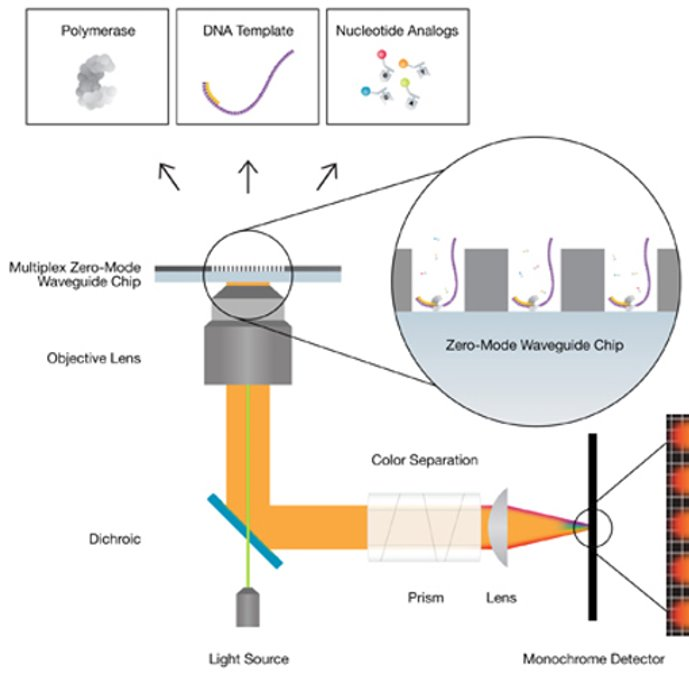 Polymerase
DNA Template
Nucleotide Analogs
Multiplex Zero-Mode
Waveguide Chip
Zero-Mode Waveguide Chip
Objective Lens
Color Separation
Dichroic
Prism
Lens
Light Source
Monochrome Detector